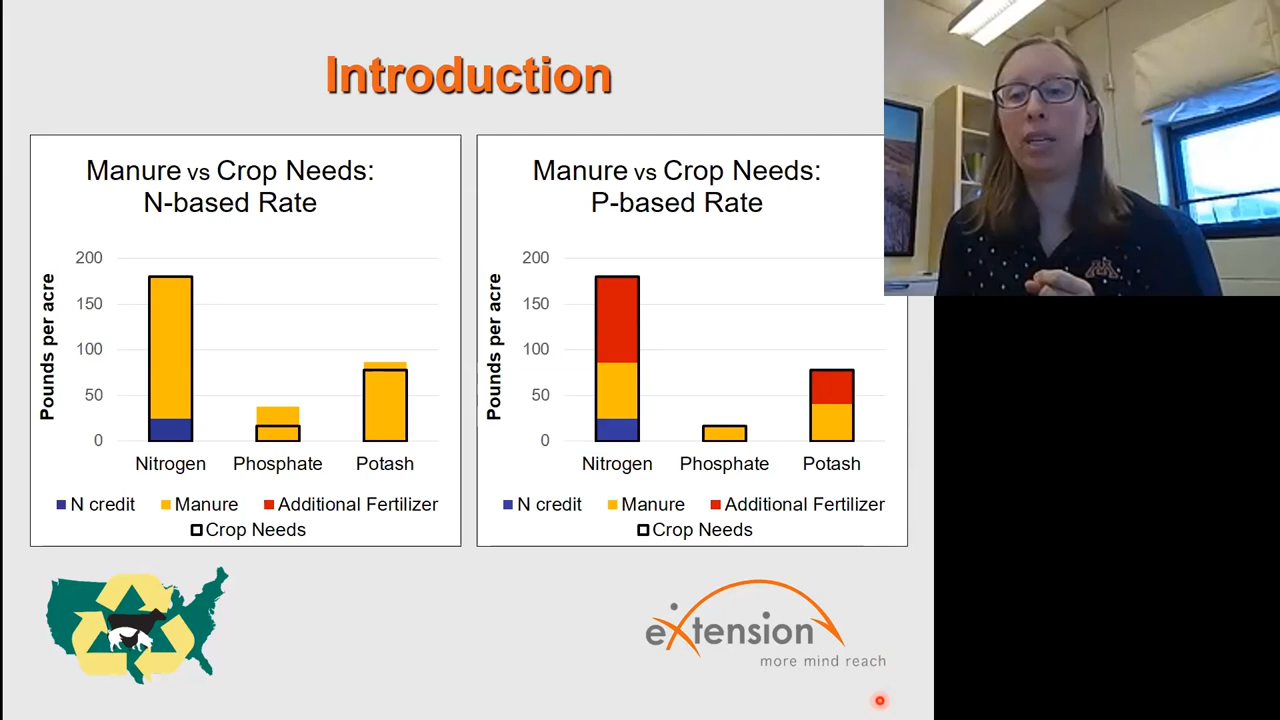 Introduction
Manure vs Crop Needs:
N-based Rate
Pounds per acre
200
150
100
50
0
Nitrogen Phosphate Potash
N credit Manure Additional Fertilizer
Crop Needs
Manure vs Crop Needs:
P-based Rate
Pounds per acre
200
150
100
50
0
Nitrogen Phosphate Potash
N credit Manure Additional Fertilizer
Crop Needs
eXtension
more mind reach
M